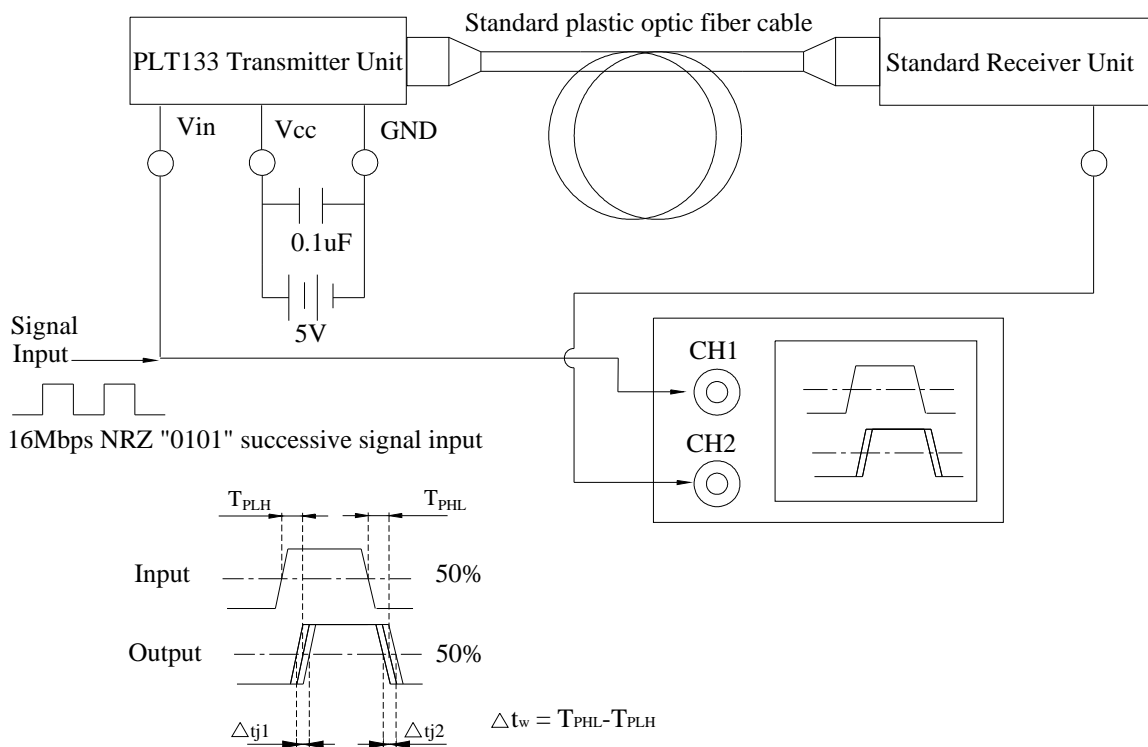 Standard plastic optic fiber cable
PLT133 Transmitter Unit
Standard Receiver Unit
Vin
Vcc
GND
0.1uF
5V
Signal
Input
CH1
CH2
16Mbps NRZ "0101" successive signal input
TPLH
TPHL
Input
50%
Output
50%
△tj1
△tj2
△tw = TPHL-TPLH